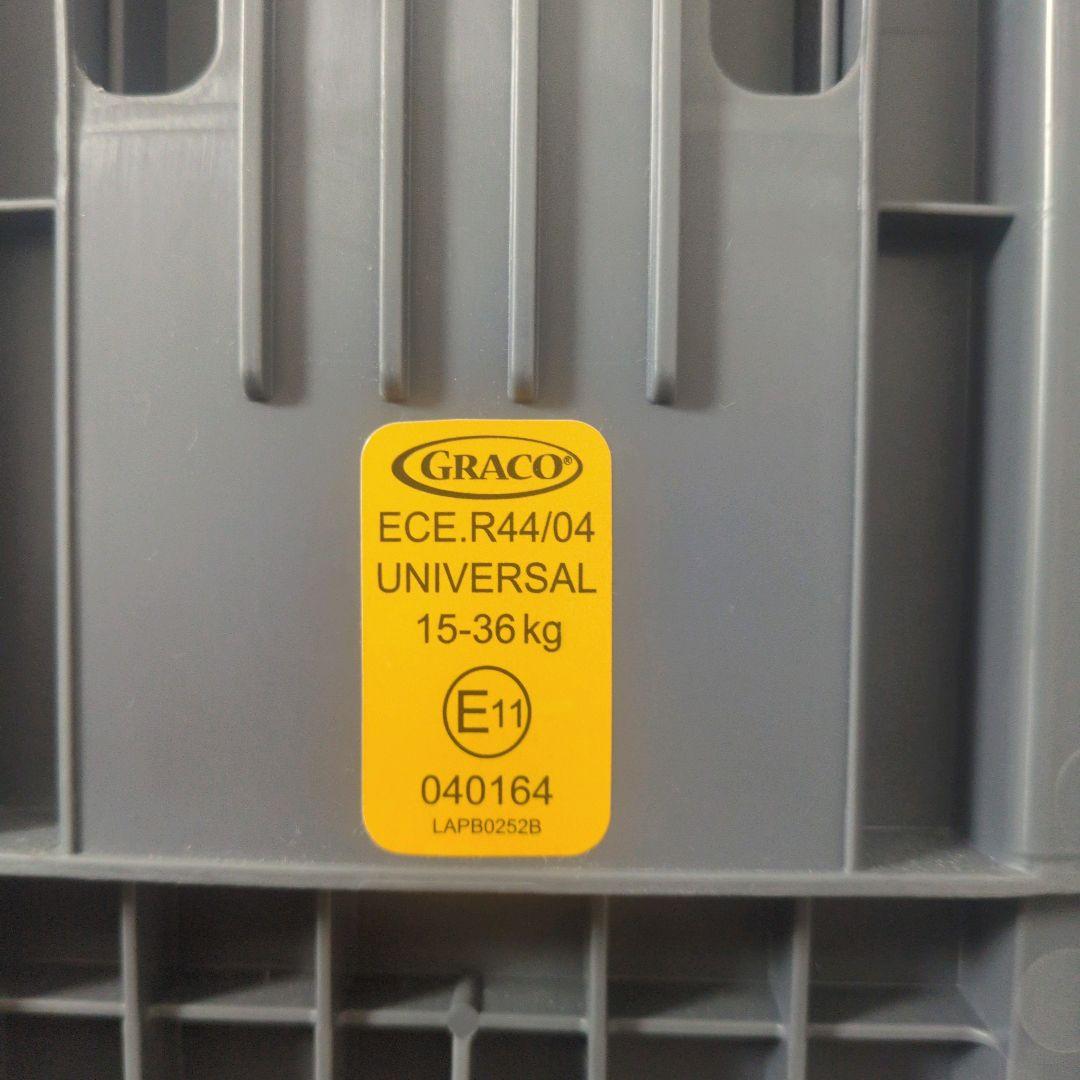 GRACO®
ECE.R44/04
UNIVERSAL
15-36 kg
E11
040164
LAPB0252B